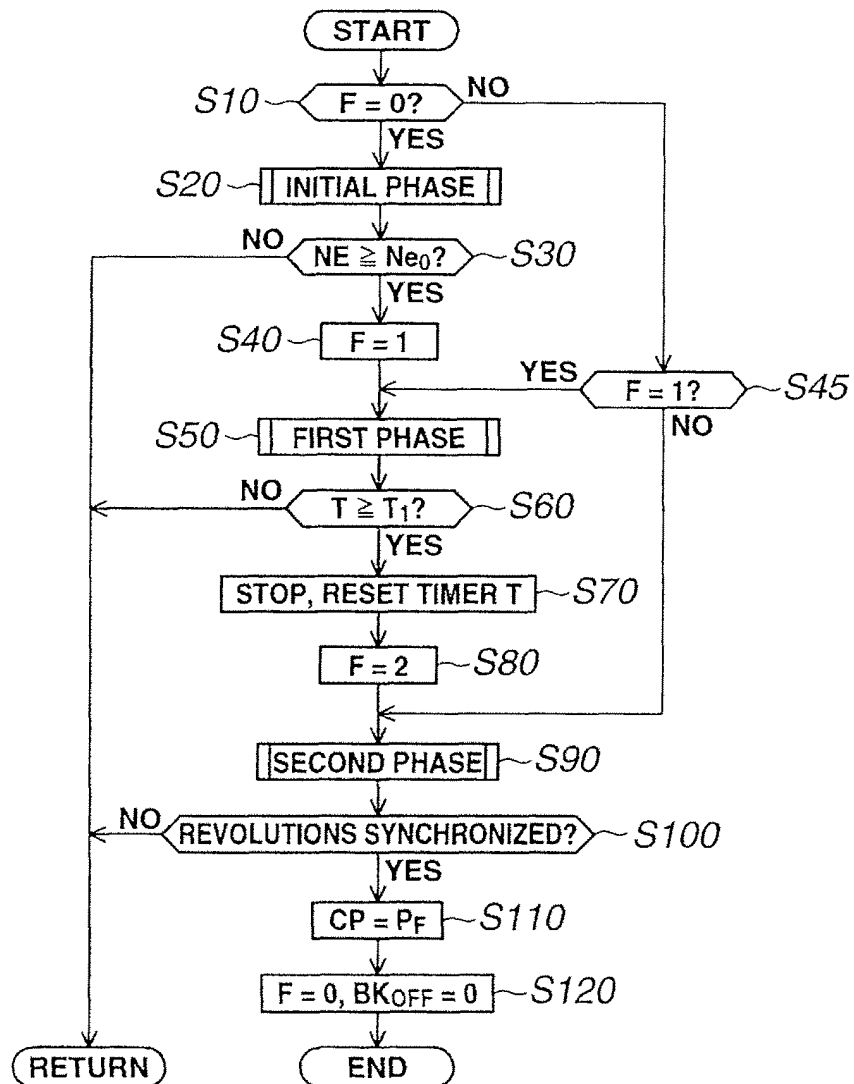 START
S10
F = 0?
NO
YES
S20
INITIAL PHASE
NO
NE ≧ Ne0?
S30
YES
S40
F = 1
YES
F = 1?
S45
S50
FIRST PHASE
NO
NO
T ≧ T1?
S60
YES
STOP, RESET TIMER T
S70
F = 2
S80
SECOND PHASE
S90
NO
REVOLUTIONS SYNCHRONIZED?
S100
YES
CP = PF
S110
F = 0, BKOFF = 0
S120
RETURN
END